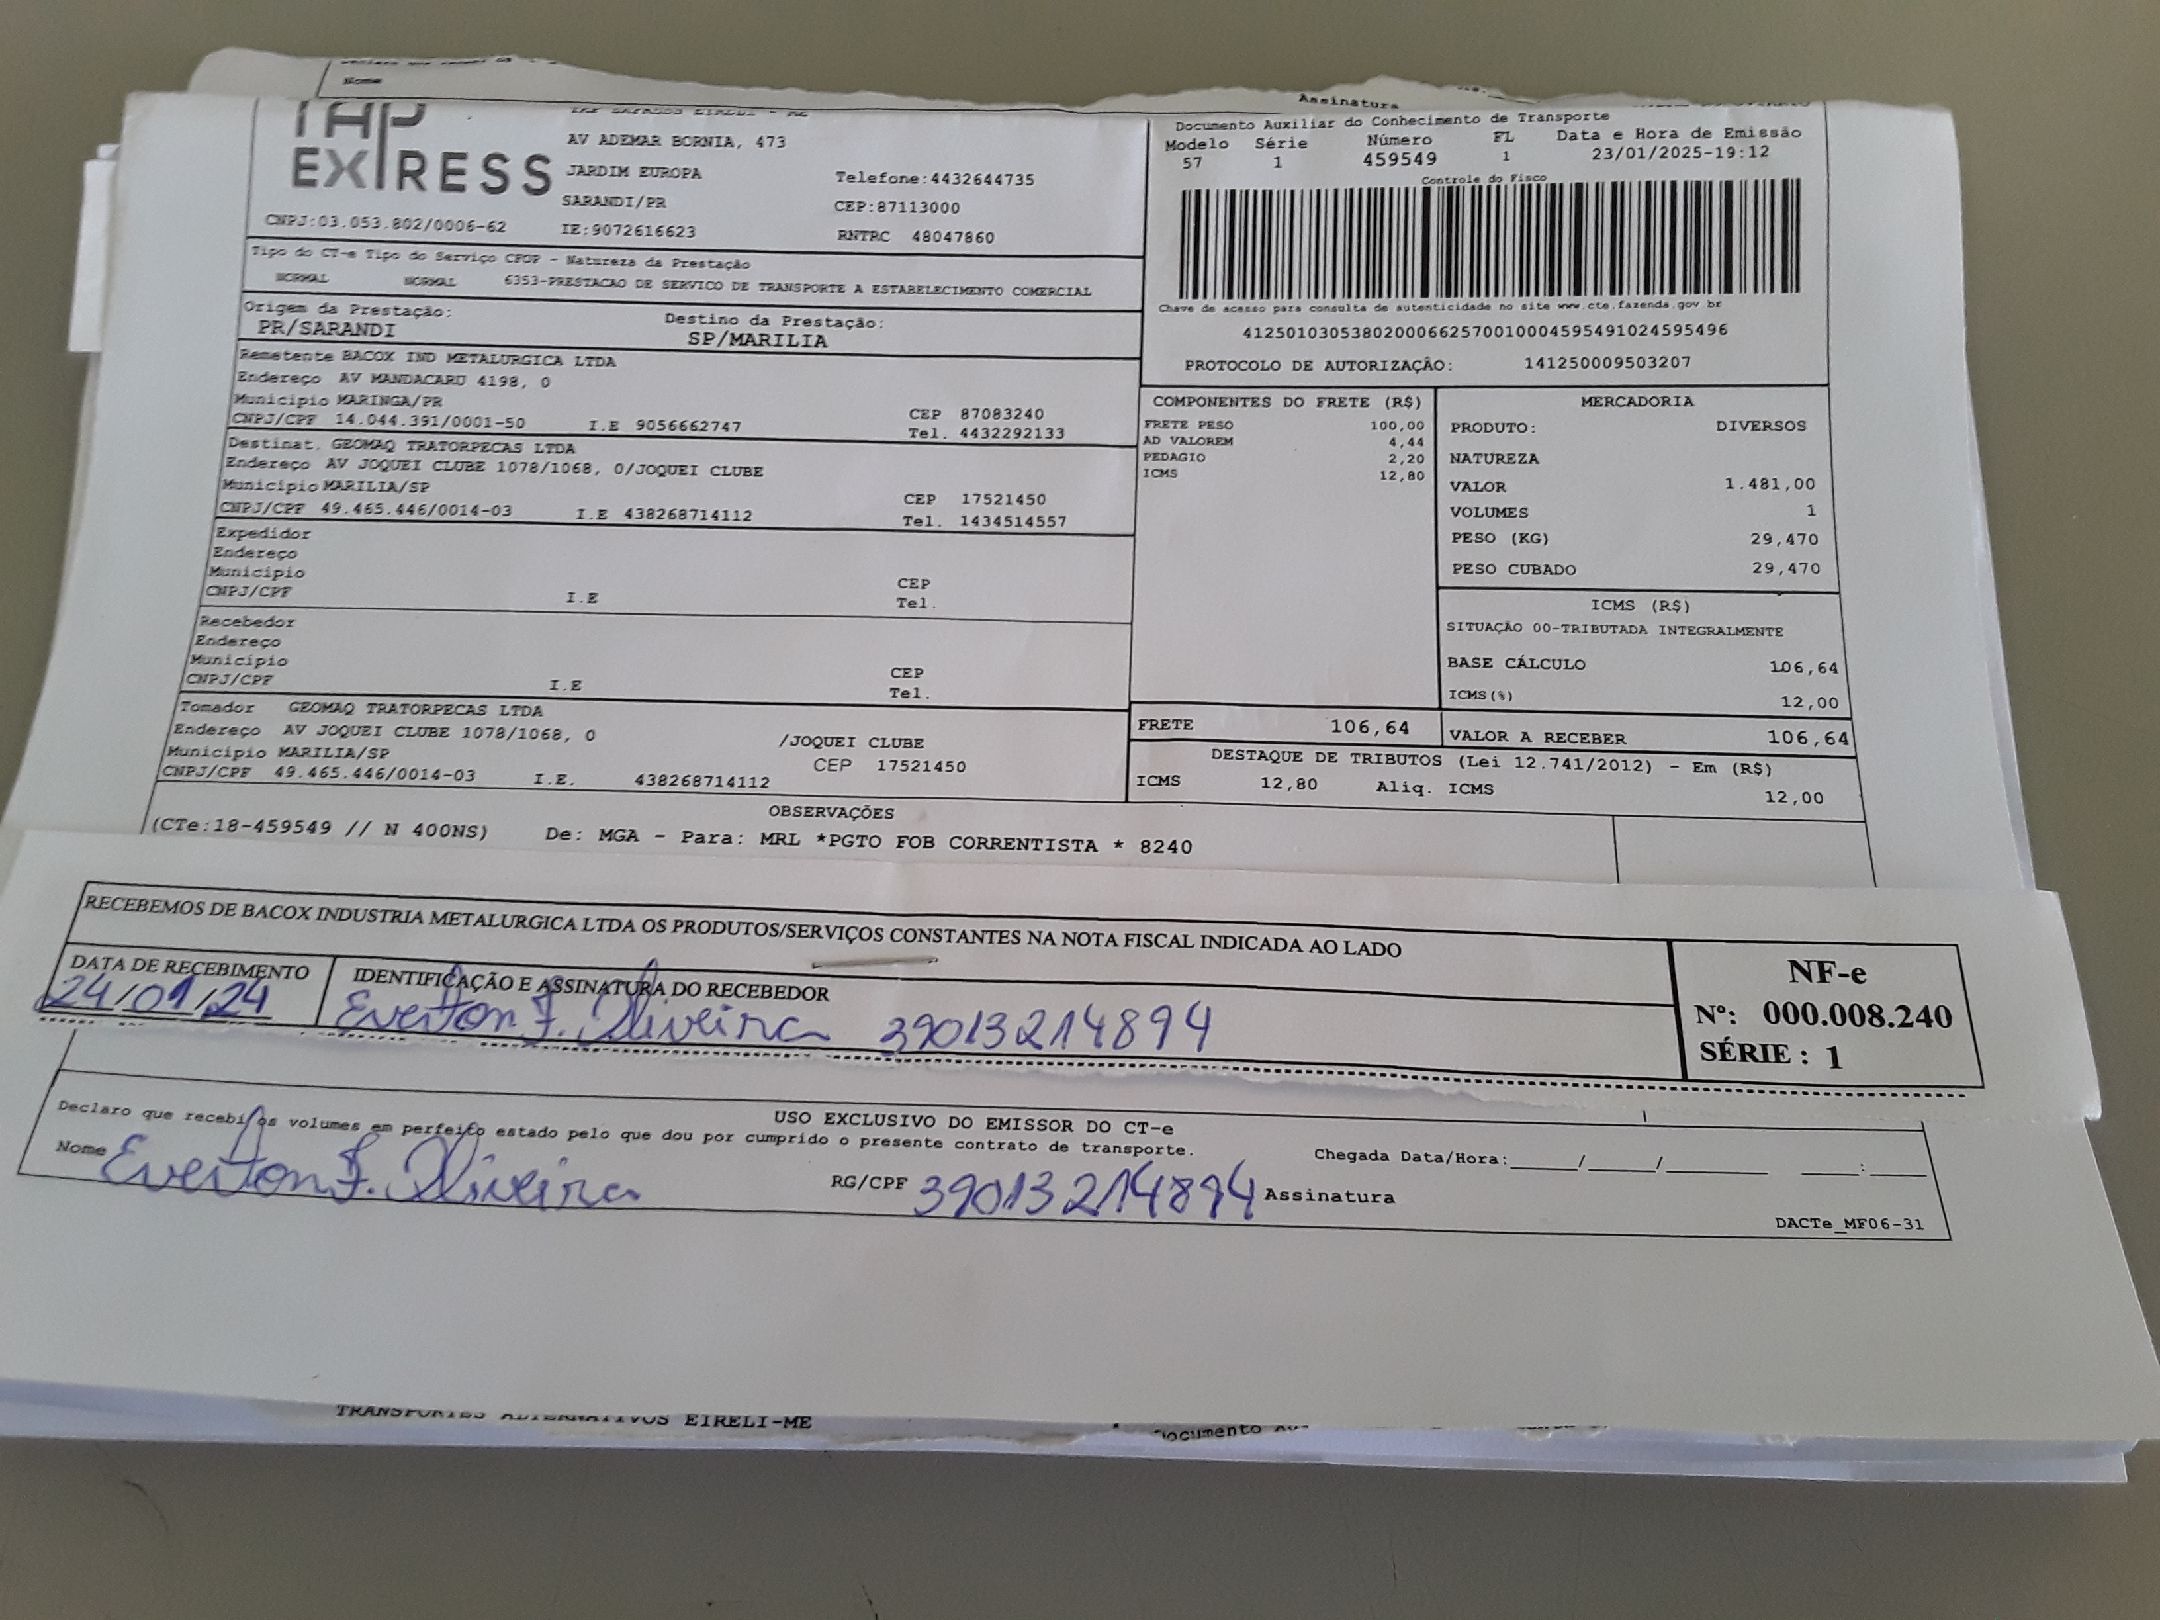 Nome
Assinatura
TAP
EXPRESS
AV ADEMAR BORNIA, 473
JARDIM EUROPA
SARANDI/PR
Telefone:4432644735
CEP:87113000
CNPJ:03.053.802/0006-62 IE:9072616623 RNTRC 48047860
Tipo do CT-e Tipo do Serviço CFOP - Natureza da Prestação
NORMAL NORMAL 6353-PRESTACAO DE SERVICO DE TRANSPORTE A ESTABELECIMENTO COMERCIAL
Origem da Prestação: Destino da Prestação:
PR/SARANDI SP/MARILIA
Remetente BACOX IND METALURGICA LTDA
Endereço AV MANDACARU 4198, 0
Município MARINGA/PR CEP 87083240
CNPJ/CPF 14.044.391/0001-50 I.E 9056662747 Tel. 4432292133
Destinat. GEOMAQ TRATORPECAS LTDA
Endereço AV JOQUEI CLUBE 1078/1068, 0/JOQUEI CLUBE
Município MARILIA/SP CEP 17521450
CNPJ/CPF 49.465.446/0014-03 I.E 438268714112 Tel. 1434514557
Expedidor
Endereço
Município CEP
CNPJ/CPF I.E Tel.
Recebedor
Endereço
Município CEP
CNPJ/CPF I.E Tel.
Tomador GEOMAQ TRATORPECAS LTDA
Endereço AV JOQUEI CLUBE 1078/1068, 0 /JOQUEI CLUBE
Município MARILIA/SP CEP 17521450
CNPJ/CPF 49.465.446/0014-03 I.E. 438268714112
Documento Auxiliar do Conhecimento de Transporte
Modelo Série Número FL Data e Hora de Emissão
57 1 459549 1 23/01/2025-19:12
Controle do Fisco
Chave de acesso para consulta de autenticidade no site www.cte.fazenda.gov.br
41250103053802000662570010004595491024595496
PROTOCOLO DE AUTORIZAÇÃO: 141250009503207
COMPONENTES DO FRETE (R$)
FRETE PESO 100,00
AD VALOREM 4,44
PEDAGIO 2,20
ICMS 12,80
MERCADORIA
PRODUTO: DIVERSOS
NATUREZA
VALOR 1.481,00
VOLUMES 1
PESO (KG) 29,470
PESO CUBADO 29,470
ICMS (R$)
SITUAÇÃO 00-TRIBUTADA INTEGRALMENTE
BASE CÁLCULO 106,64
ICMS(%) 12,00
FRETE 106,64 VALOR A RECEBER 106,64
DESTAQUE DE TRIBUTOS (Lei 12.741/2012) - Em (R$)
ICMS 12,80 Aliq. ICMS 12,00
OBSERVAÇÕES
(CTe:18-459549 // N 400NS) De: MGA - Para: MRL *PGTO FOB CORRENTISTA * 8240
RECEBEMOS DE BACOX INDUSTRIA METALURGICA LTDA OS PRODUTOS/SERVIÇOS CONSTANTES NA NOTA FISCAL INDICADA AO LADO
DATA DE RECEBIMENTO IDENTIFICAÇÃO E ASSINATURA DO RECEBEDOR
24/01/24 Everton F. Oliveira 39013214894
NF-e
Nº: 000.008.240
SÉRIE : 1
USO EXCLUSIVO DO EMISSOR DO CT-e
Declaro que recebi os volumes em perfeito estado pelo que dou por cumprido o presente contrato de transporte.
Nome Everton F. Oliveira RG/CPF 39013214894 Assinatura
Chegada Data/Hora:_____/_____/_______ ____:____
DACTe_MF06-31
TRANSPORTES ALTERNATIVOS EIRELI-ME
Documento